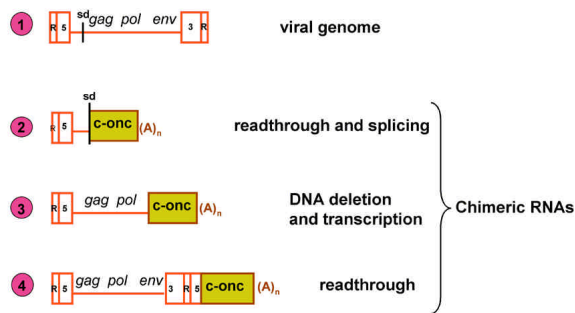 1 R 5 sd gag pol env 3 R viral genome
2 R 5 sd c-onc (A)n readthrough and splicing
3 R 5 gag pol c-onc (A)n DNA deletion
and transcription
Chimeric RNAs
4 R 5 gag pol env 3 R 5 c-onc (A)n readthrough